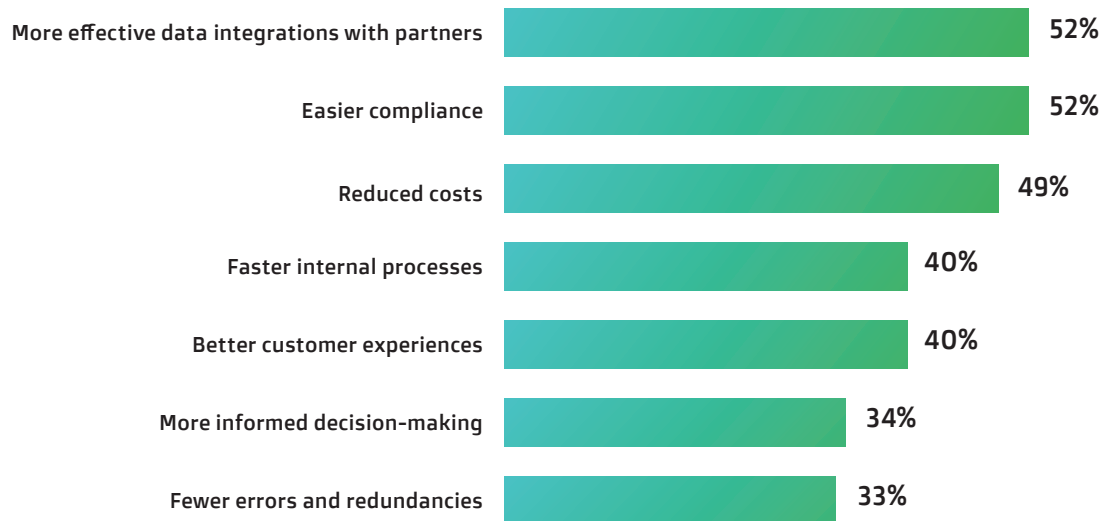 More effective data integrations with partners 52%
Easier compliance 52%
Reduced costs 49%
Faster internal processes 40%
Better customer experiences 40%
More informed decision-making 34%
Fewer errors and redundancies 33%